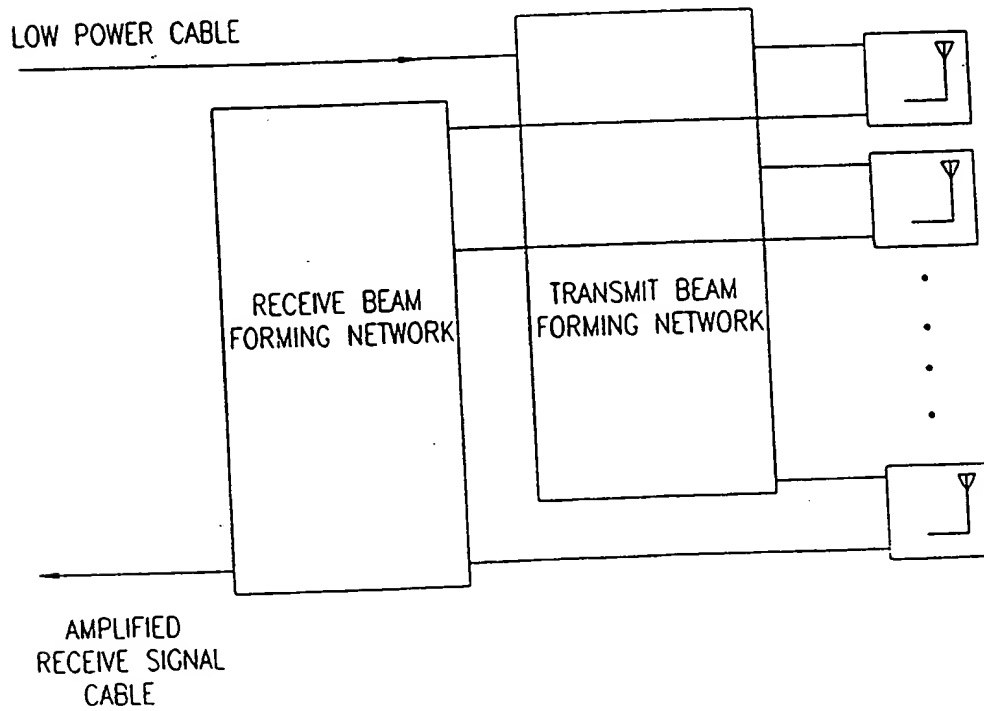 LOW POWER CABLE
RECEIVE BEAM
FORMING NETWORK
TRANSMIT BEAM
FORMING NETWORK
AMPLIFIED
RECEIVE SIGNAL
CABLE